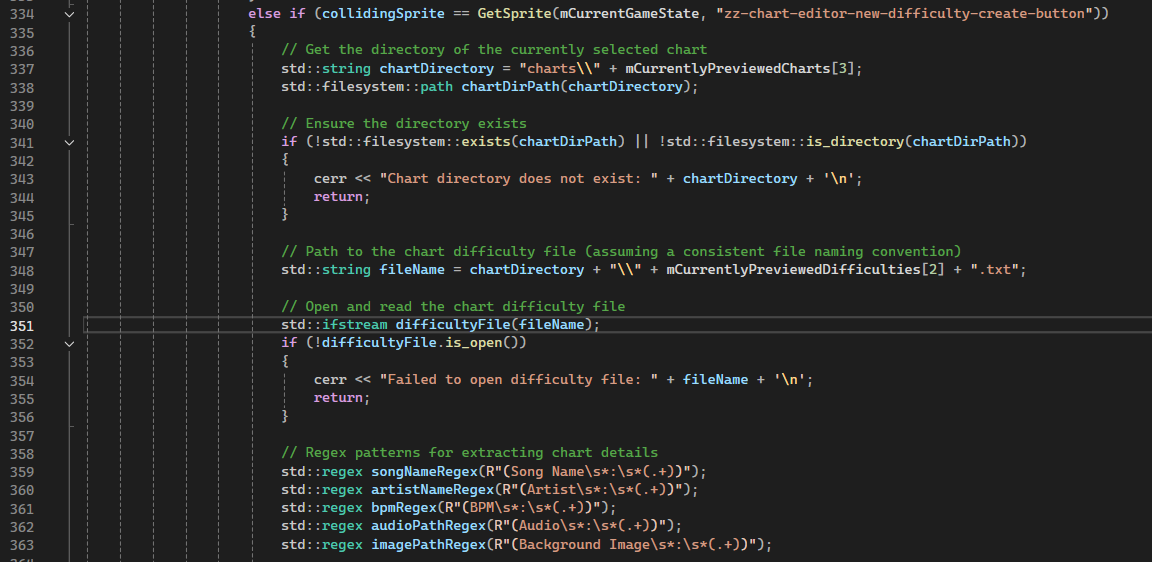 334 else if (collidingSprite == GetSprite(mCurrentGameState, "zz-chart-editor-new-difficulty-create-button"))
335 {
336 // Get the directory of the currently selected chart
337 std::string chartDirectory = "charts\\" + mCurrentlyPreviewedCharts[3];
338 std::filesystem::path chartDirPath(chartDirectory);
339
340 // Ensure the directory exists
341 if (!std::filesystem::exists(chartDirPath) || !std::filesystem::is_directory(chartDirPath))
342 {
343 cerr << "Chart directory does not exist: " + chartDirectory + '\n';
344 return;
345 }
346
347 // Path to the chart difficulty file (assuming a consistent file naming convention)
348 std::string fileName = chartDirectory + "\\" + mCurrentlyPreviewedDifficulties[2] + ".txt";
349
350 // Open and read the chart difficulty file
351 std::ifstream difficultyFile(fileName);
352 if (!difficultyFile.is_open())
353 {
354 cerr << "Failed to open difficulty file: " + fileName + '\n';
355 return;
356 }
357
358 // Regex patterns for extracting chart details
359 std::regex songNameRegex(R"(Song Name\s*:\s*(.+))");
360 std::regex artistNameRegex(R"(Artist\s*:\s*(.+))");
361 std::regex bpmRegex(R"(BPM\s*:\s*(.+))");
362 std::regex audioPathRegex(R"(Audio\s*:\s*(.+))");
363 std::regex imagePathRegex(R"(Background Image\s*:\s*(.+))");